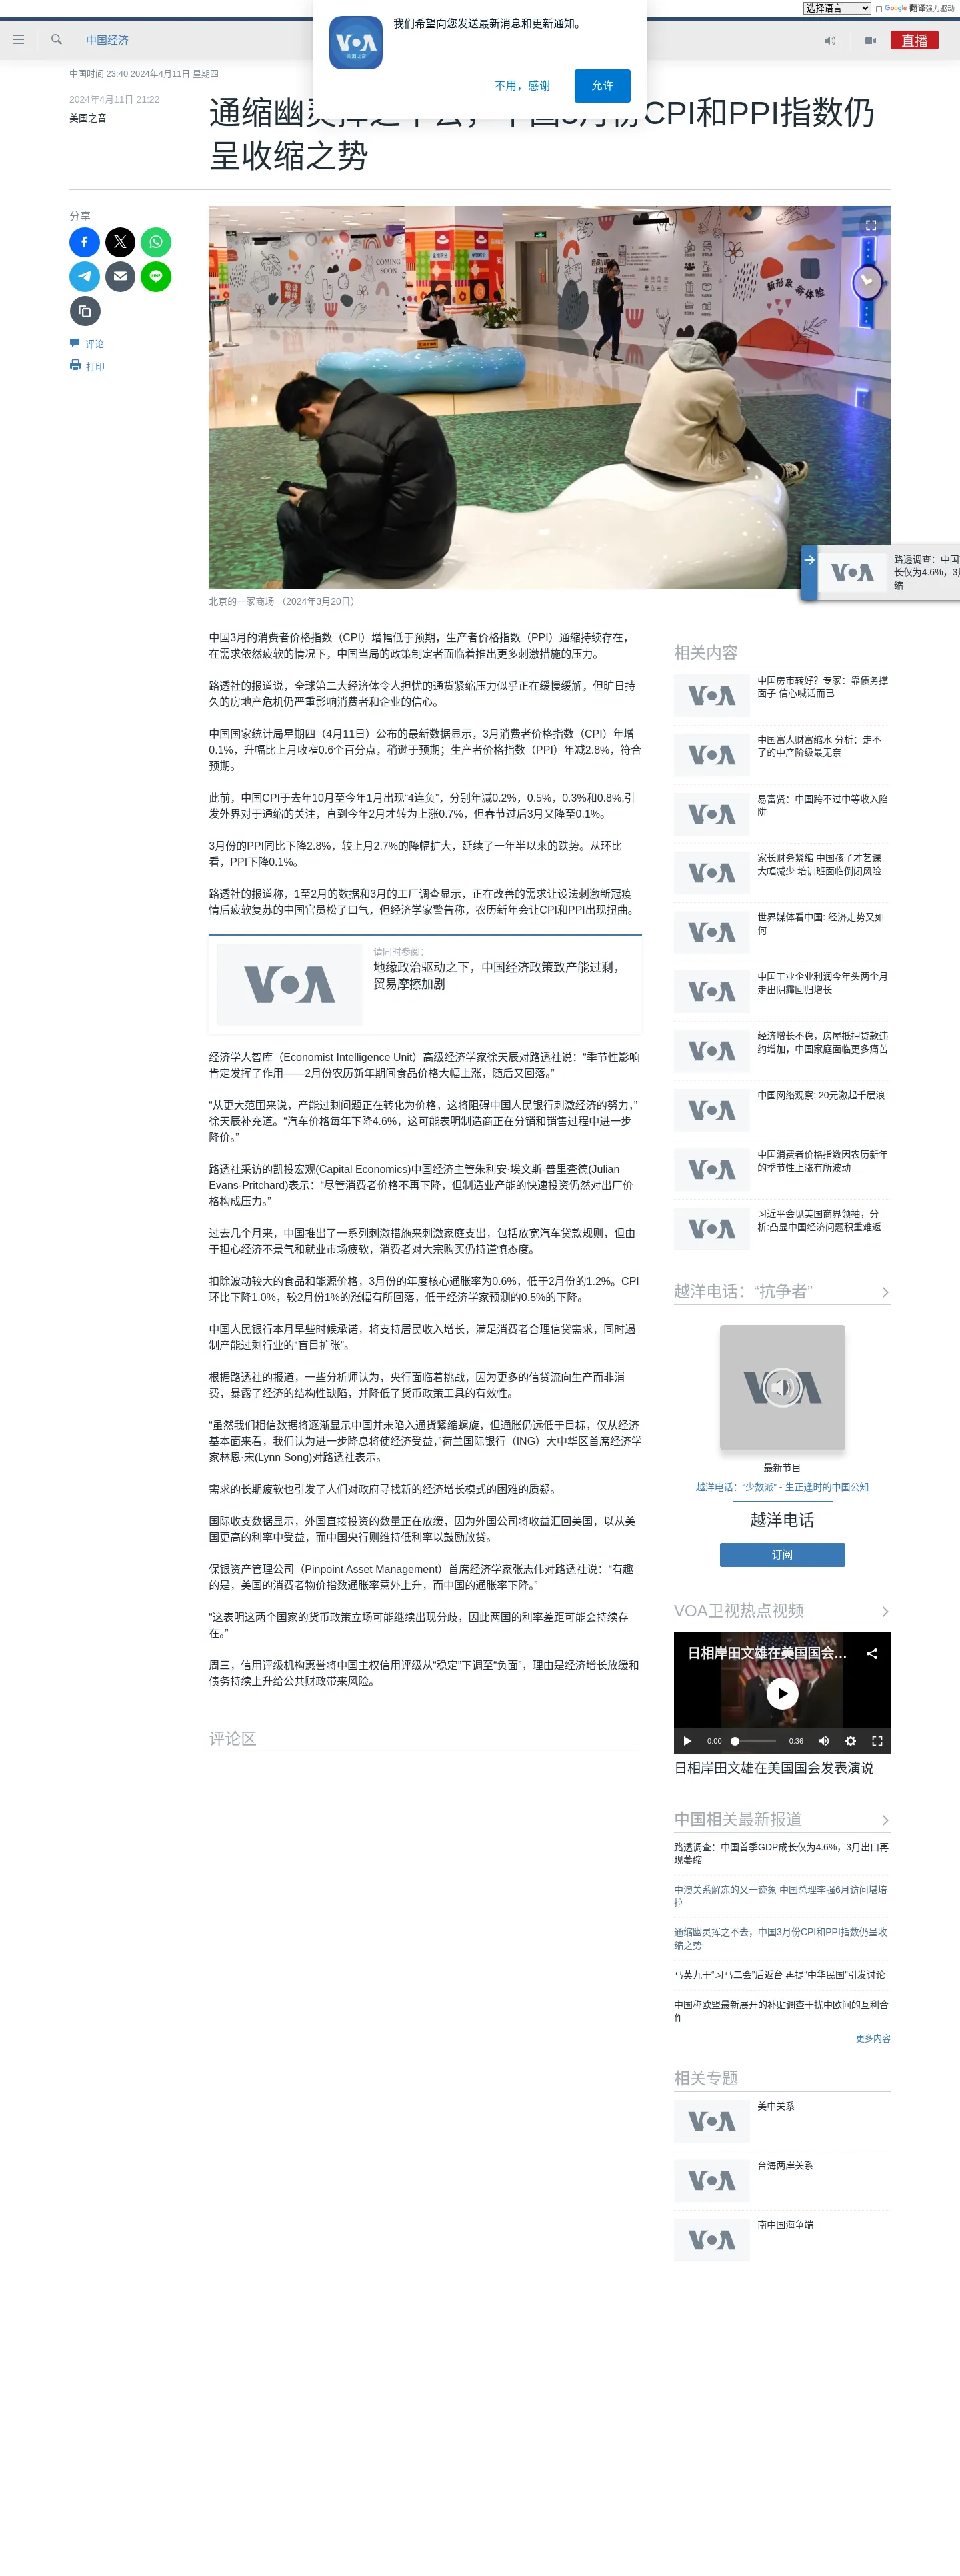 选择语言
由 Google 翻译强力驱动
我们希望向您发送最新消息和更新通知。
VOA
美国之音
不用，感谢
允许
中国经济
直播
中国时间 23:40 2024年4月11日 星期四
2024年4月11日 21:22
美国之音
通缩幽灵挥之不去，中国3月份CPI和PPI指数仍
呈收缩之势
分享
评论
打印
COMING
SOON
敬请
期待
新形象 新体验
北京的一家商场 （2024年3月20日）
路透调查：中国
长仅为4.6%，3月
缩
中国3月的消费者价格指数（CPI）增幅低于预期，生产者价格指数（PPI）通缩持续存在，
在需求依然疲软的情况下，中国当局的政策制定者面临着推出更多刺激措施的压力。
路透社的报道说，全球第二大经济体令人担忧的通货紧缩压力似乎正在缓慢缓解，但旷日持
久的房地产危机仍严重影响消费者和企业的信心。
中国国家统计局星期四（4月11日）公布的最新数据显示，3月消费者价格指数（CPI）年增
0.1%，升幅比上月收窄0.6个百分点，稍逊于预期；生产者价格指数（PPI）年减2.8%，符合
预期。
此前，中国CPI于去年10月至今年1月出现“4连负”，分别年减0.2%，0.5%，0.3%和0.8%,引
发外界对于通缩的关注，直到今年2月才转为上涨0.7%，但春节过后3月又降至0.1%。
3月份的PPI同比下降2.8%，较上月2.7%的降幅扩大，延续了一年半以来的跌势。从环比
看，PPI下降0.1%。
路透社的报道称，1至2月的数据和3月的工厂调查显示，正在改善的需求让设法刺激新冠疫
情后疲软复苏的中国官员松了口气，但经济学家警告称，农历新年会让CPI和PPI出现扭曲。
VOA
请同时参阅：
地缘政治驱动之下，中国经济政策致产能过剩，
贸易摩擦加剧
经济学人智库（Economist Intelligence Unit）高级经济学家徐天辰对路透社说：“季节性影响
肯定发挥了作用——2月份农历新年期间食品价格大幅上涨，随后又回落。”
“从更大范围来说，产能过剩问题正在转化为价格，这将阻碍中国人民银行刺激经济的努力，”
徐天辰补充道。“汽车价格每年下降4.6%，这可能表明制造商正在分销和销售过程中进一步
降价。”
路透社采访的凯投宏观(Capital Economics)中国经济主管朱利安·埃文斯-普里查德(Julian
Evans-Pritchard)表示：“尽管消费者价格不再下降，但制造业产能的快速投资仍然对出厂价
格构成压力。”
过去几个月来，中国推出了一系列刺激措施来刺激家庭支出，包括放宽汽车贷款规则，但由
于担心经济不景气和就业市场疲软，消费者对大宗购买仍持谨慎态度。
扣除波动较大的食品和能源价格，3月份的年度核心通胀率为0.6%，低于2月份的1.2%。CPI
环比下降1.0%，较2月份1%的涨幅有所回落，低于经济学家预测的0.5%的下降。
中国人民银行本月早些时候承诺，将支持居民收入增长，满足消费者合理信贷需求，同时遏
制产能过剩行业的“盲目扩张”。
根据路透社的报道，一些分析师认为，央行面临着挑战，因为更多的信贷流向生产而非消
费，暴露了经济的结构性缺陷，并降低了货币政策工具的有效性。
“虽然我们相信数据将逐渐显示中国并未陷入通货紧缩螺旋，但通胀仍远低于目标，仅从经济
基本面来看，我们认为进一步降息将使经济受益，”荷兰国际银行（ING）大中华区首席经济学
家林恩·宋(Lynn Song)对路透社表示。
需求的长期疲软也引发了人们对政府寻找新的经济增长模式的困难的质疑。
国际收支数据显示，外国直接投资的数量正在放缓，因为外国公司将收益汇回美国，以从美
国更高的利率中受益，而中国央行则维持低利率以鼓励放贷。
保银资产管理公司（Pinpoint Asset Management）首席经济学家张志伟对路透社说：“有趣
的是，美国的消费者物价指数通胀率意外上升，而中国的通胀率下降。”
“这表明这两个国家的货币政策立场可能继续出现分歧，因此两国的利率差距可能会持续存
在。”
周三，信用评级机构惠誉将中国主权信用评级从“稳定”下调至“负面”，理由是经济增长放缓和
债务持续上升给公共财政带来风险。
评论区
相关内容
中国房市转好？专家：靠债务撑
面子 信心喊话而已
中国富人财富缩水 分析：走不
了的中产阶级最无奈
易富贤：中国跨不过中等收入陷
阱
家长财务紧缩 中国孩子才艺课
大幅减少 培训班面临倒闭风险
世界媒体看中国: 经济走势又如
何
中国工业企业利润今年头两个月
走出阴霾回归增长
经济增长不稳，房屋抵押贷款违
约增加，中国家庭面临更多痛苦
中国网络观察: 20元激起千层浪
中国消费者价格指数因农历新年
的季节性上涨有所波动
习近平会见美国商界领袖，分
析:凸显中国经济问题积重难返
越洋电话：“抗争者”
VOA
最新节目
越洋电话：“少数派” - 生正逢时的中国公知
越洋电话
订阅
VOA卫视热点视频
日相岸田文雄在美国国会…
0:00
0:36
日相岸田文雄在美国国会发表演说
中国相关最新报道
路透调查：中国首季GDP成长仅为4.6%，3月出口再
现萎缩
中澳关系解冻的又一迹象 中国总理李强6月访问堪培
拉
通缩幽灵挥之不去，中国3月份CPI和PPI指数仍呈收
缩之势
马英九于“习马二会”后返台 再提“中华民国”引发讨论
中国称欧盟最新展开的补贴调查干扰中欧间的互利合
作
更多内容
相关专题
VOA
美中关系
VOA
台海两岸关系
VOA
南中国海争端